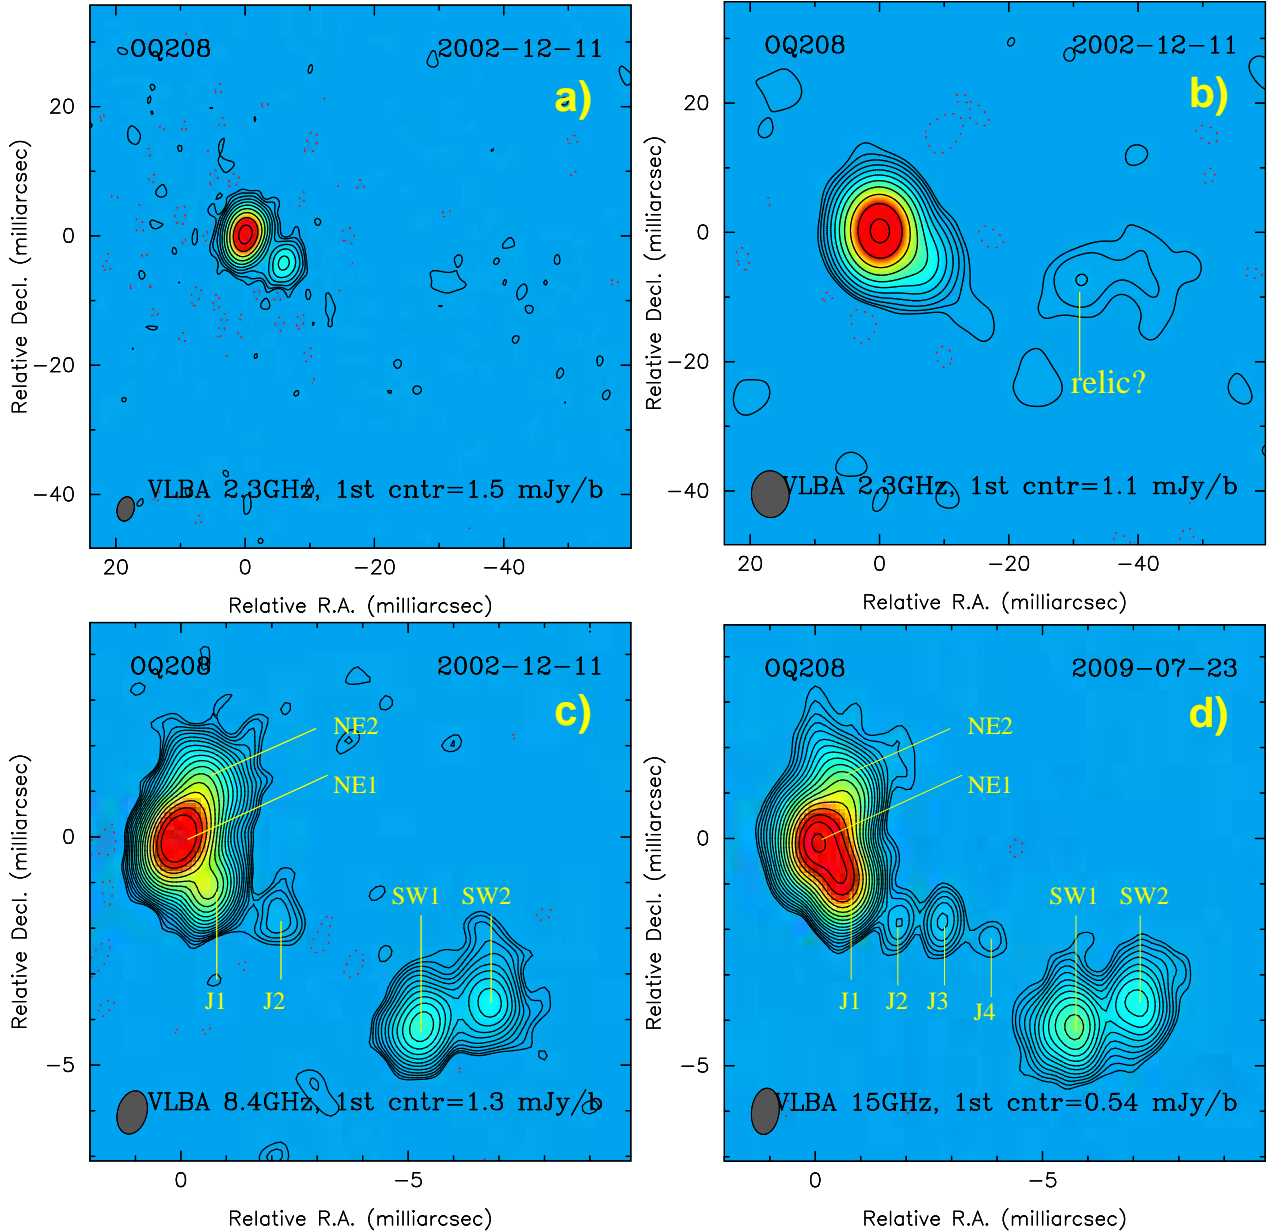 OQ208 2002-12-11
a)
20
0
−20
−40
Relative Decl. (milliarcsec)
VLBA 2.3GHz, 1st cntr=1.5 mJy/b
20 0 −20 −40
Relative R.A. (milliarcsec)
OQ208 2002-12-11
b)
20
0
−20
−40
Relative Decl. (milliarcsec)
relic?
VLBA 2.3GHz, 1st cntr=1.1 mJy/b
20 0 −20 −40
Relative R.A. (milliarcsec)
OQ208 2002-12-11
c)
NE2
NE1
0
−5
Relative Decl. (milliarcsec)
SW1 SW2
J1 J2
VLBA 8.4GHz, 1st cntr=1.3 mJy/b
0 −5
Relative R.A. (milliarcsec)
OQ208 2009-07-23
d)
NE2
NE1
0
−5
Relative Decl. (milliarcsec)
SW1 SW2
J1 J2 J3 J4
VLBA 15GHz, 1st cntr=0.54 mJy/b
0 −5
Relative R.A. (milliarcsec)